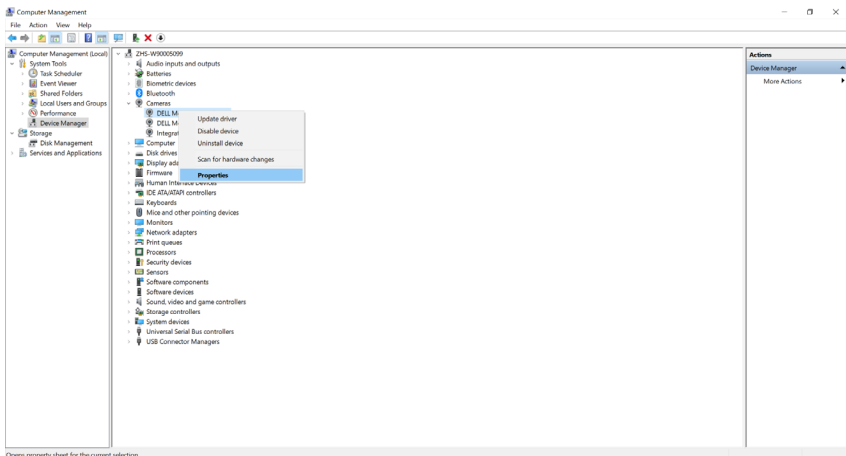 Computer Management
File Action View Help
Computer Management (Local)
System Tools
Task Scheduler
Event Viewer
Shared Folders
Local Users and Groups
Performance
Device Manager
Storage
Disk Management
Services and Applications
ZHS-W90005099
Audio inputs and outputs
Batteries
Biometric devices
Bluetooth
Cameras
DELL M
DELL M
Integrat
Computer
Disk drives
Display ada
Firmware
Human Interface Devices
IDE ATA/ATAPI controllers
Keyboards
Mice and other pointing devices
Monitors
Network adapters
Print queues
Processors
Security devices
Sensors
Software components
Software devices
Sound, video and game controllers
Storage controllers
System devices
Universal Serial Bus controllers
USB Connector Managers
Update driver
Disable device
Uninstall device
Scan for hardware changes
Properties
Actions
Device Manager
More Actions
Opens property sheet for the current selection.